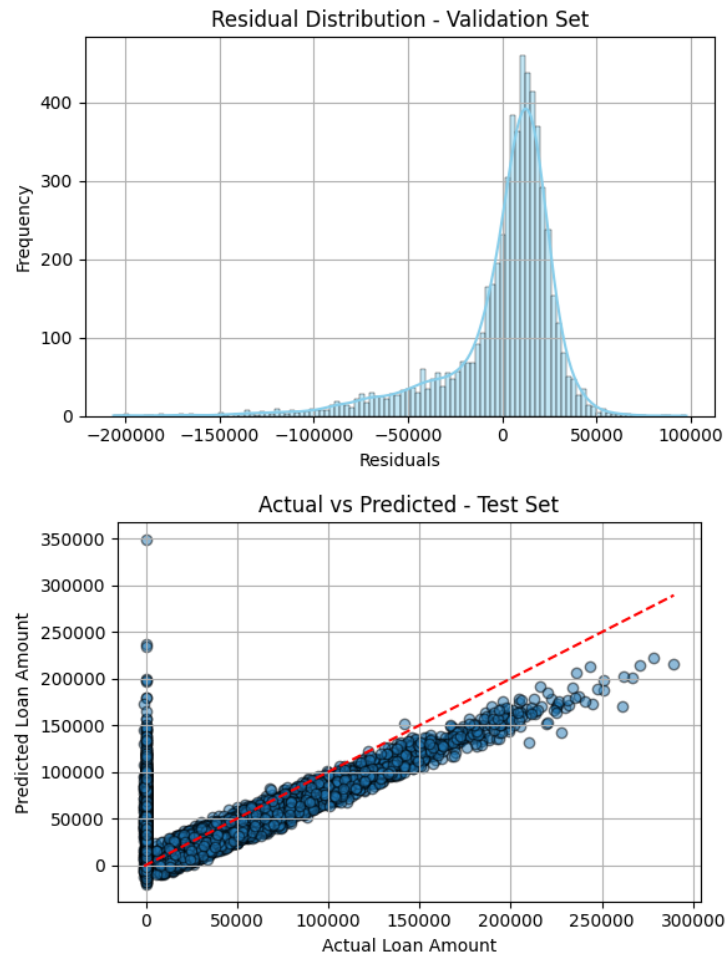 Residual Distribution - Validation Set
400
300
200
100
0
Frequency
−200000 −150000 −100000 −50000 0 50000 100000
Residuals
Actual vs Predicted - Test Set
350000
300000
250000
200000
150000
100000
50000
0
Predicted Loan Amount
0 50000 100000 150000 200000 250000 300000
Actual Loan Amount